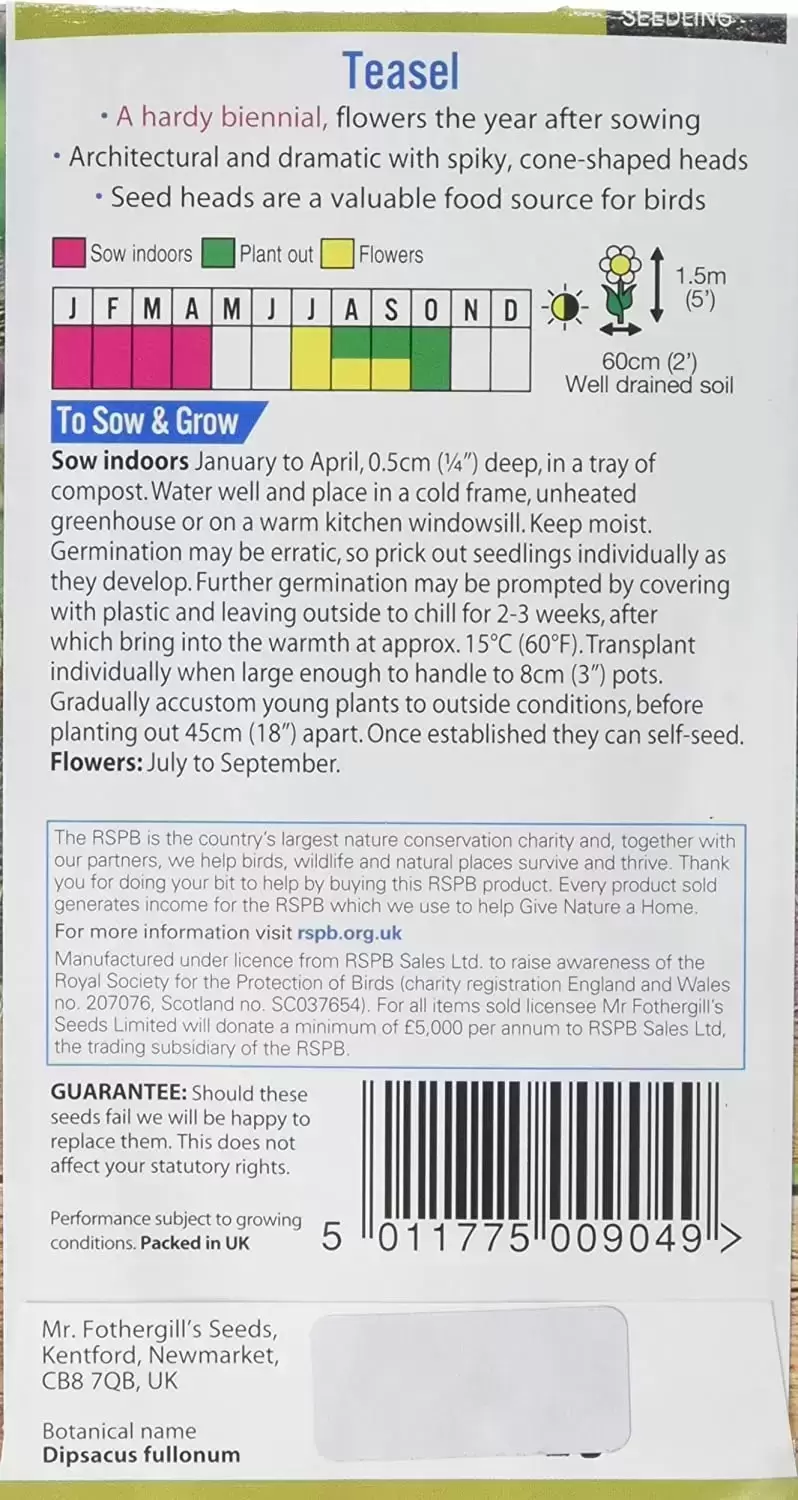 SEEDLING
Teasel
• A hardy biennial, flowers the year after sowing
• Architectural and dramatic with spiky, cone-shaped heads
• Seed heads are a valuable food source for birds
Sow indoors Plant out Flowers
J F M A M J J A S O N D
1.5m
(5')
60cm (2')
Well drained soil
To Sow & Grow
Sow indoors January to April, 0.5cm (¼") deep, in a tray of
compost. Water well and place in a cold frame, unheated
greenhouse or on a warm kitchen windowsill. Keep moist.
Germination may be erratic, so prick out seedlings individually as
they develop. Further germination may be prompted by covering
with plastic and leaving outside to chill for 2-3 weeks, after
which bring into the warmth at approx. 15°C (60°F). Transplant
individually when large enough to handle to 8cm (3") pots.
Gradually accustom young plants to outside conditions, before
planting out 45cm (18") apart. Once established they can self-seed.
Flowers: July to September.
The RSPB is the country's largest nature conservation charity and, together with
our partners, we help birds, wildlife and natural places survive and thrive. Thank
you for doing your bit to help by buying this RSPB product. Every product sold
generates income for the RSPB which we use to help Give Nature a Home.
For more information visit rspb.org.uk
Manufactured under licence from RSPB Sales Ltd. to raise awareness of the
Royal Society for the Protection of Birds (charity registration England and Wales
no. 207076, Scotland no. SC037654). For all items sold licensee Mr Fothergill's
Seeds Limited will donate a minimum of £5,000 per annum to RSPB Sales Ltd,
the trading subsidiary of the RSPB.
GUARANTEE: Should these
seeds fail we will be happy to
replace them. This does not
affect your statutory rights.
Performance subject to growing
conditions. Packed in UK
5 011775 009049 >
Mr. Fothergill's Seeds,
Kentford, Newmarket,
CB8 7QB, UK
Botanical name
Dipsacus fullonum